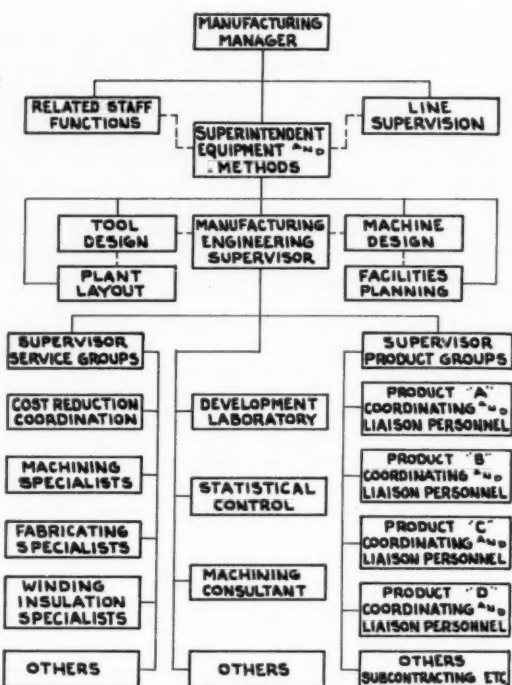 MANUFACTURING
MANAGER
RELATED STAFF
FUNCTIONS
LINE
SUPERVISION
SUPERINTENDENT
EQUIPMENT AND
METHODS
TOOL
DESIGN
MANUFACTURING
ENGINEERING
SUPERVISOR
MACHINE
DESIGN
PLANT
LAYOUT
FACILITIES
PLANNING
SUPERVISOR
SERVICE GROUPS
COST REDUCTION
COORDINATION
MACHINING
SPECIALISTS
FABRICATING
SPECIALISTS
WINDING
INSULATION
SPECIALISTS
OTHERS
DEVELOPMENT
LABORATORY
STATISTICAL
CONTROL
MACHINING
CONSULTANT
OTHERS
SUPERVISOR
PRODUCT GROUPS
PRODUCT "A"
COORDINATING AND
LIAISON PERSONNEL
PRODUCT "B"
COORDINATING AND
LIAISON PERSONNEL
PRODUCT "C"
COORDINATING AND
LIAISON PERSONNEL
PRODUCT "D"
COORDINATING AND
LIAISON PERSONNEL
OTHERS
SUBCONTRACTING ETC